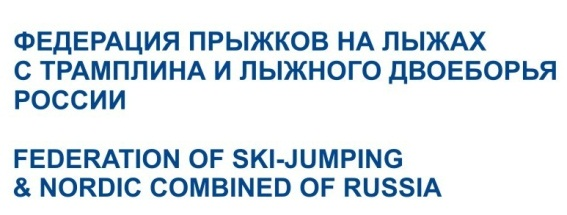 ФЕДЕРАЦИЯ ПРЫЖКОВ НА ЛЫЖАХ
С ТРАМПЛИНА И ЛЫЖНОГО ДВОЕБОРЬЯ
РОССИИ
FEDERATION OF SKI-JUMPING
& NORDIC COMBINED OF RUSSIA